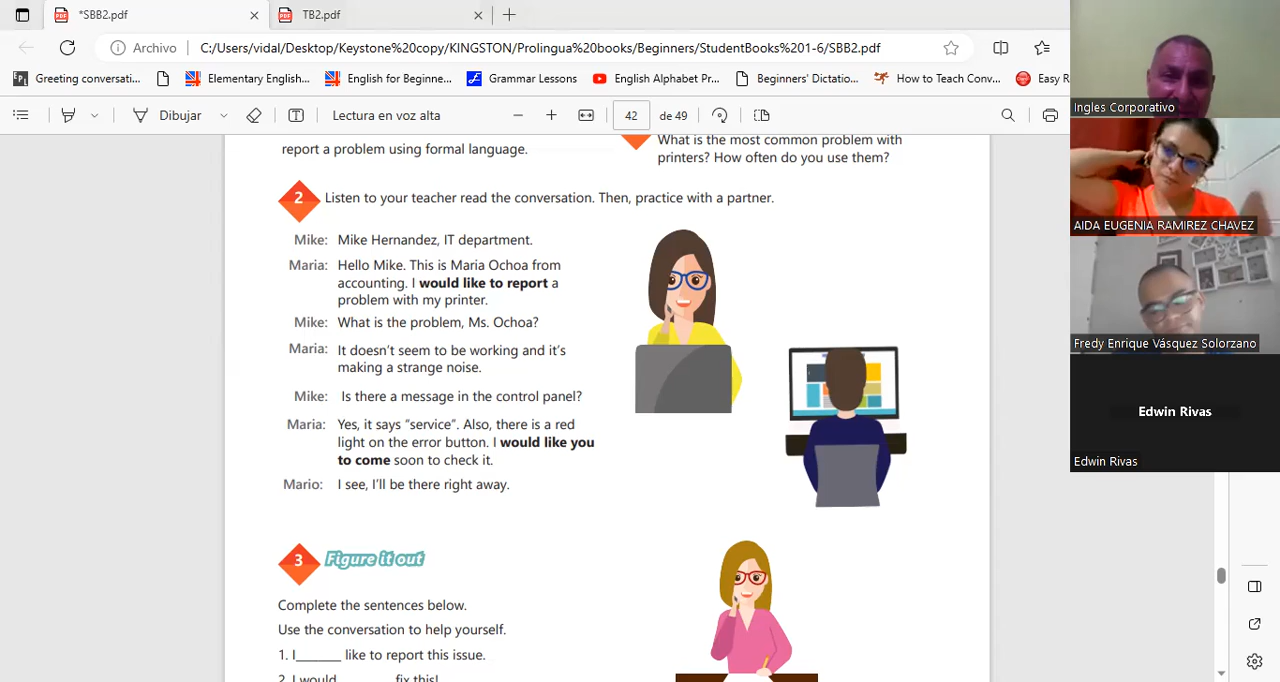 *SBB2.pdf
TB2.pdf
Archivo
C:/Users/vidal/Desktop/Keystone%20copy/KINGSTON/Prolingua%20books/Beginners/StudentBooks%201-6/SBB2.pdf
Greeting conversati...
Elementary English...
English for Beginne...
Grammar Lessons
English Alphabet Pr...
Beginners' Dictatio...
How to Teach Conv...
Easy R
Dibujar
Lectura en voz alta
42 de 49
What is the most common problem with
report a problem using formal language.
printers? How often do you use them?
2 Listen to your teacher read the conversation. Then, practice with a partner.
Mike: Mike Hernandez, IT department.
Maria: Hello Mike. This is Maria Ochoa from
accounting. I would like to report a
problem with my printer.
Mike: What is the problem, Ms. Ochoa?
Maria: It doesn't seem to be working and it's
making a strange noise.
Mike: Is there a message in the control panel?
Maria: Yes, it says “service”. Also, there is a red
light on the error button. I would like you
to come soon to check it.
Mario: I see, I'll be there right away.
3 Figure it out
Complete the sentences below.
Use the conversation to help yourself.
1. I_______ like to report this issue.
2. I would ________ fix this!
Ingles Corporativo
AIDA EUGENIA RAMIREZ CHAVEZ
Fredy Enrique Vásquez Solorzano
Edwin Rivas
Edwin Rivas